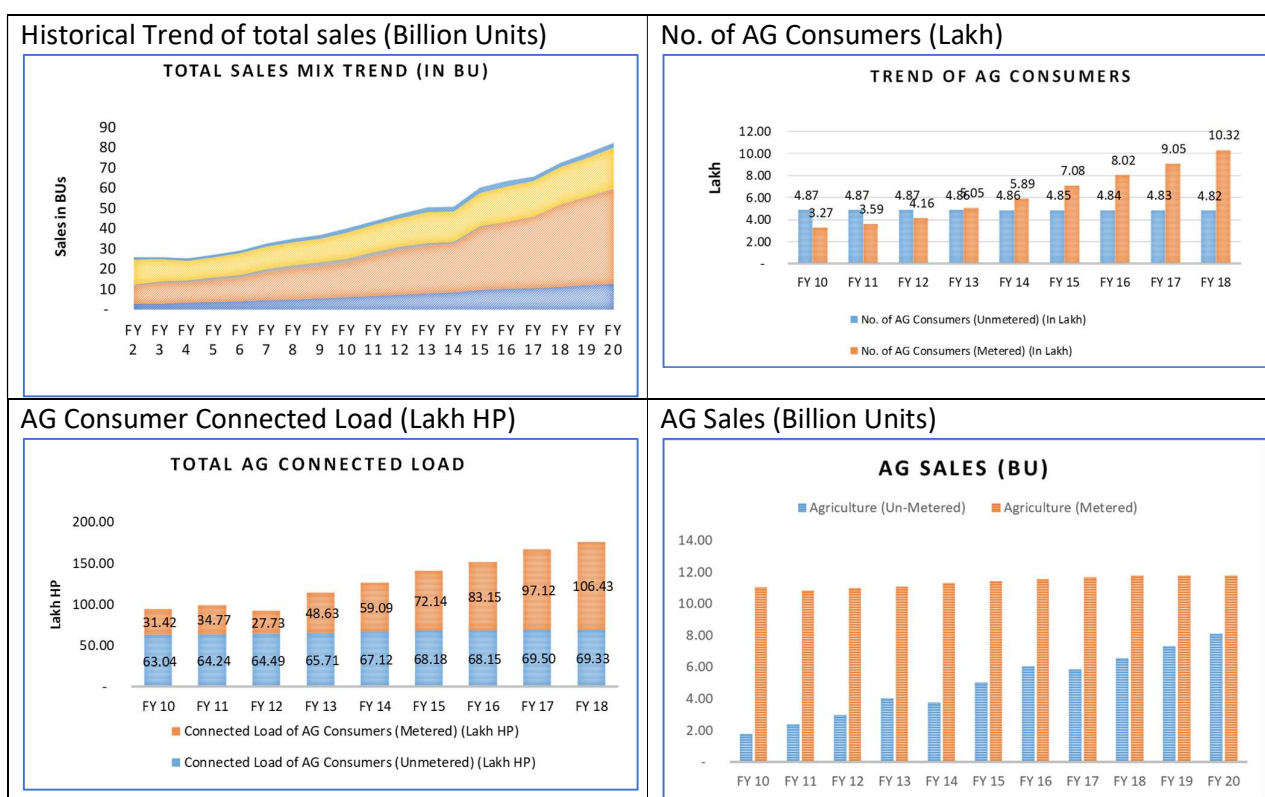 Historical Trend of total sales (Billion Units)
TOTAL SALES MIX TREND (IN BU)
Sales in BUs
90
80
70
60
50
40
30
20
10
-
FY 2 FY 3 FY 4 FY 5 FY 6 FY 7 FY 8 FY 9 FY 10 FY 11 FY 12 FY 13 FY 14 FY 15 FY 16 FY 17 FY 18 FY 19 FY 20
No. of AG Consumers (Lakh)
TREND OF AG CONSUMERS
Lakh
12.00
10.00
8.00
6.00
4.00
2.00
-
4.87 4.87 4.87 4.86 4.86 4.85 4.84 4.83 4.82
3.27 3.59 4.16 5.05 5.89 7.08 8.02 9.05 10.32
FY 10 FY 11 FY 12 FY 13 FY 14 FY 15 FY 16 FY 17 FY 18
No. of AG Consumers (Unmetered) (In Lakh)
No. of AG Consumers (Metered) (In Lakh)
AG Consumer Connected Load (Lakh HP)
TOTAL AG CONNECTED LOAD
Lakh HP
200.00
150.00
100.00
50.00
-
31.42 34.77 27.73 48.63 59.09 72.14 83.15 97.12 106.43
63.04 64.24 64.49 65.71 67.12 68.18 68.15 69.50 69.33
FY 10 FY 11 FY 12 FY 13 FY 14 FY 15 FY 16 FY 17 FY 18
Connected Load of AG Consumers (Metered) (Lakh HP)
Connected Load of AG Consumers (Unmetered) (Lakh HP)
AG Sales (Billion Units)
AG SALES (BU)
Agriculture (Un-Metered) Agriculture (Metered)
14.00
12.00
10.00
8.00
6.00
4.00
2.00
-
FY 10 FY 11 FY 12 FY 13 FY 14 FY 15 FY 16 FY 17 FY 18 FY 19 FY 20